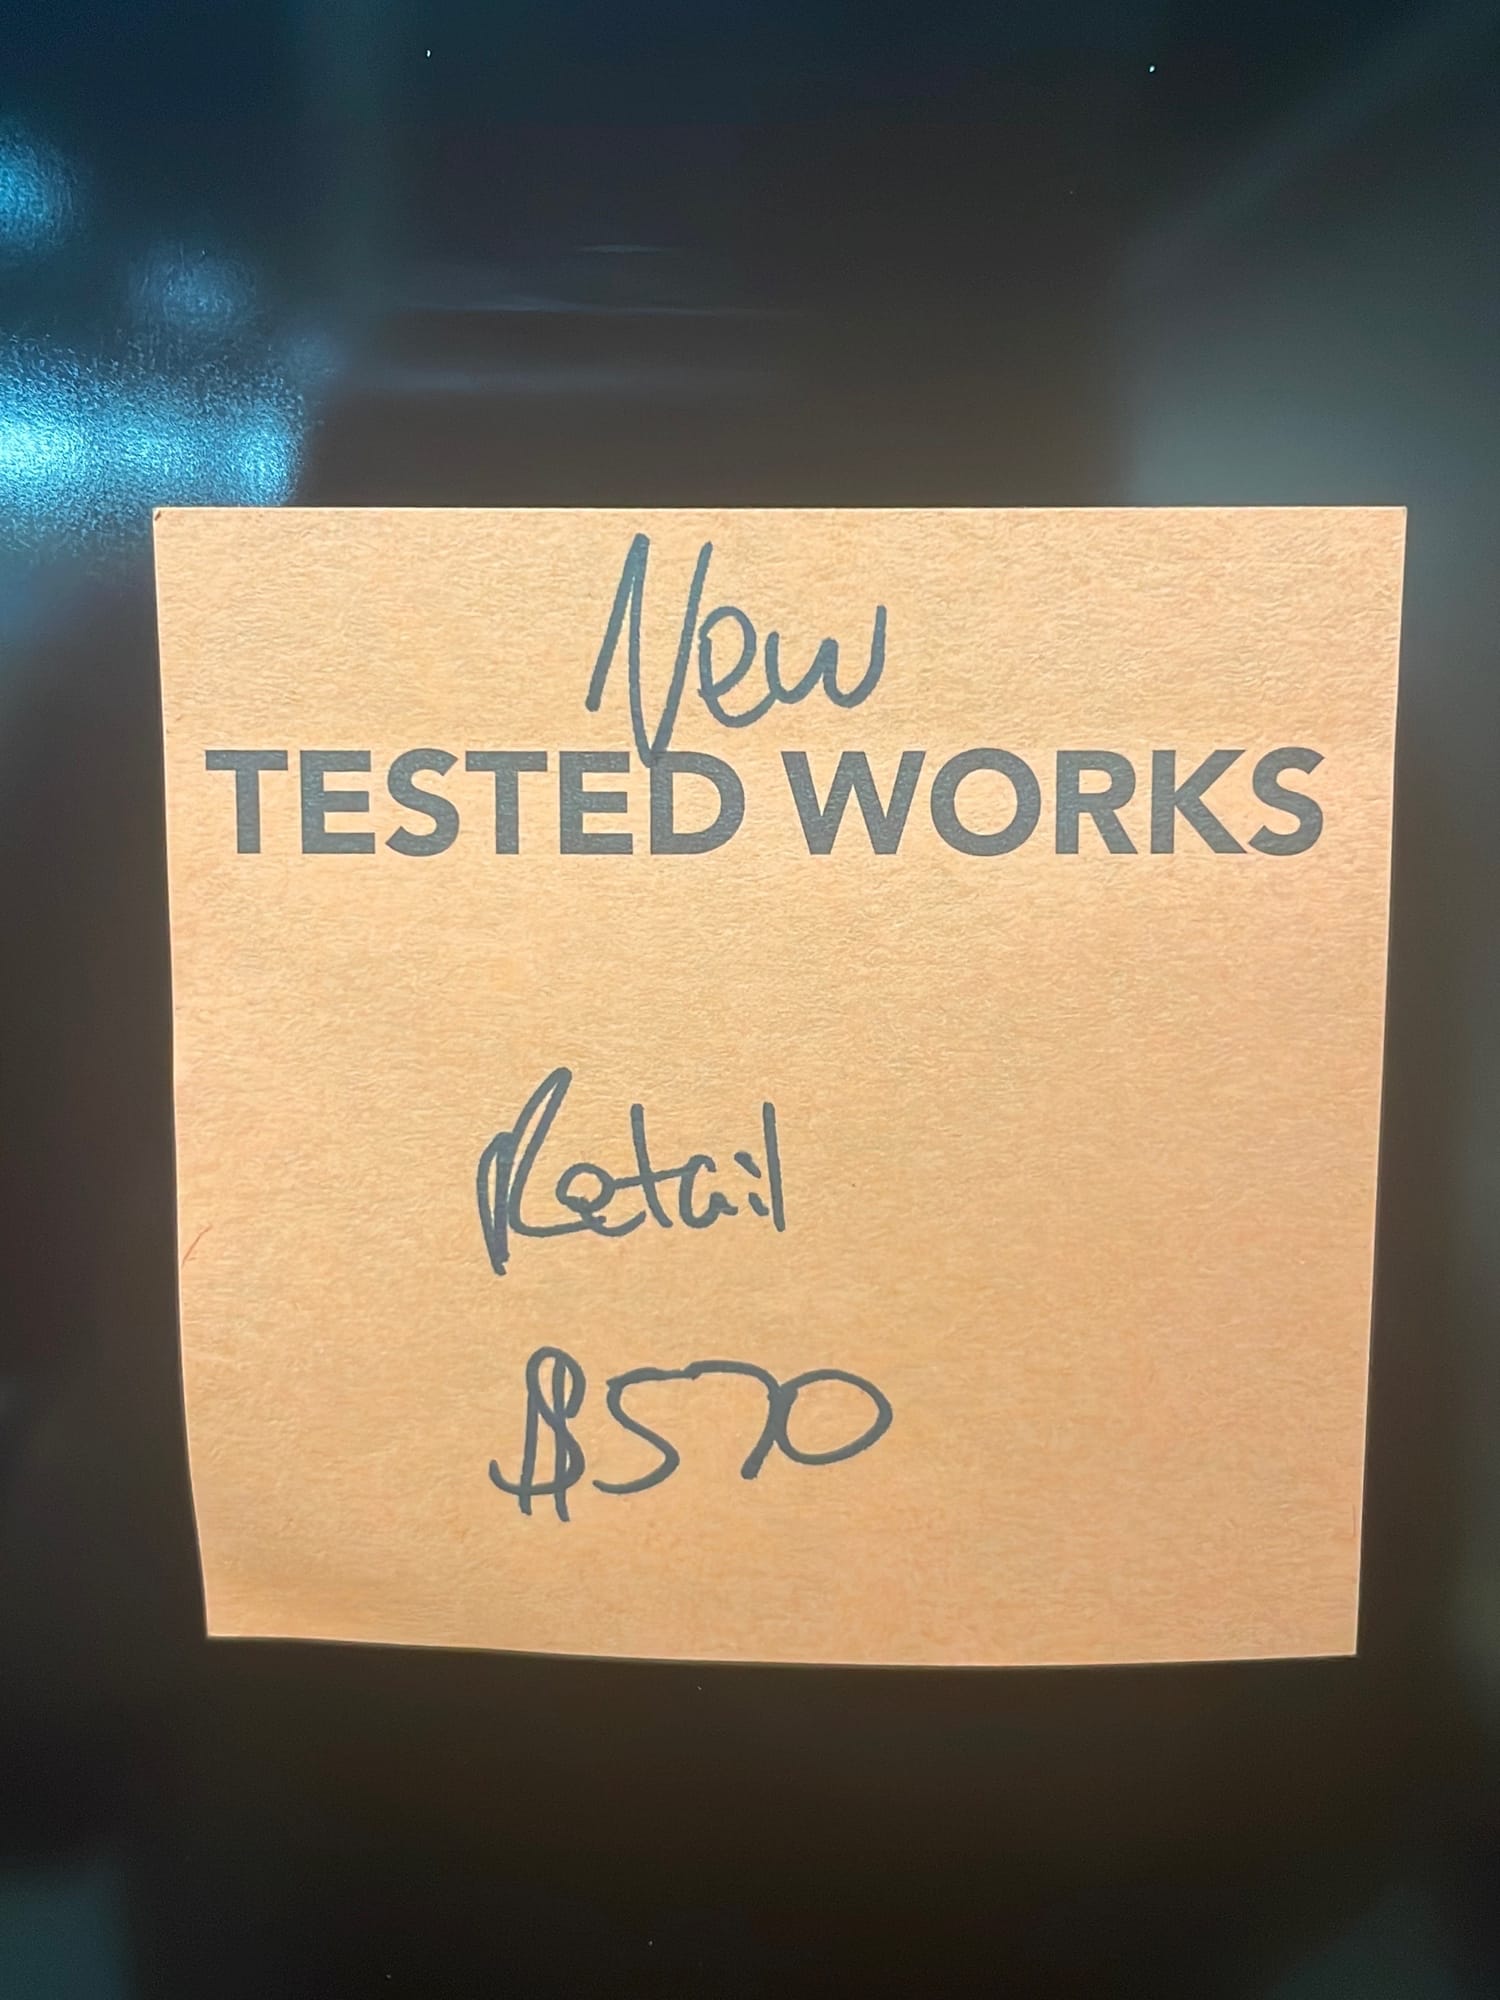 New
TESTED WORKS
Retail
$570